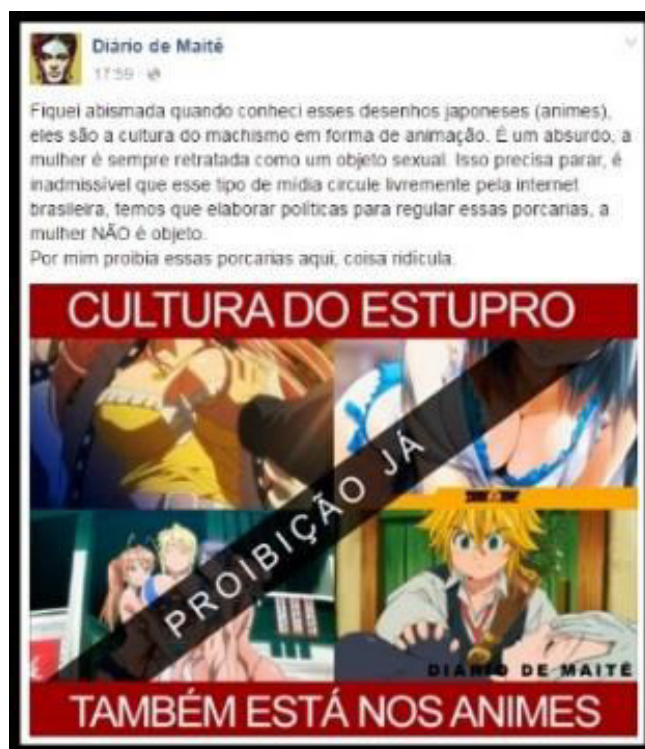 Diário de Maitê
17:59
Fiquei abismada quando conheci esses desenhos japoneses (animes),
eles são a cultura do machismo em forma de animação. É um absurdo, a
mulher é sempre retratada como um objeto sexual. Isso precisa parar, é
inadmissível que esse tipo de mídia circule livremente pela internet
brasileira, temos que elaborar políticas para regular essas porcarias, a
mulher NÃO é objeto.
Por mim proibia essas porcarias aqui, coisa ridícula.
CULTURA DO ESTUPRO
PROIBIÇÃO JÁ
DIARIO DE MAITÊ
TAMBÉM ESTÁ NOS ANIMES